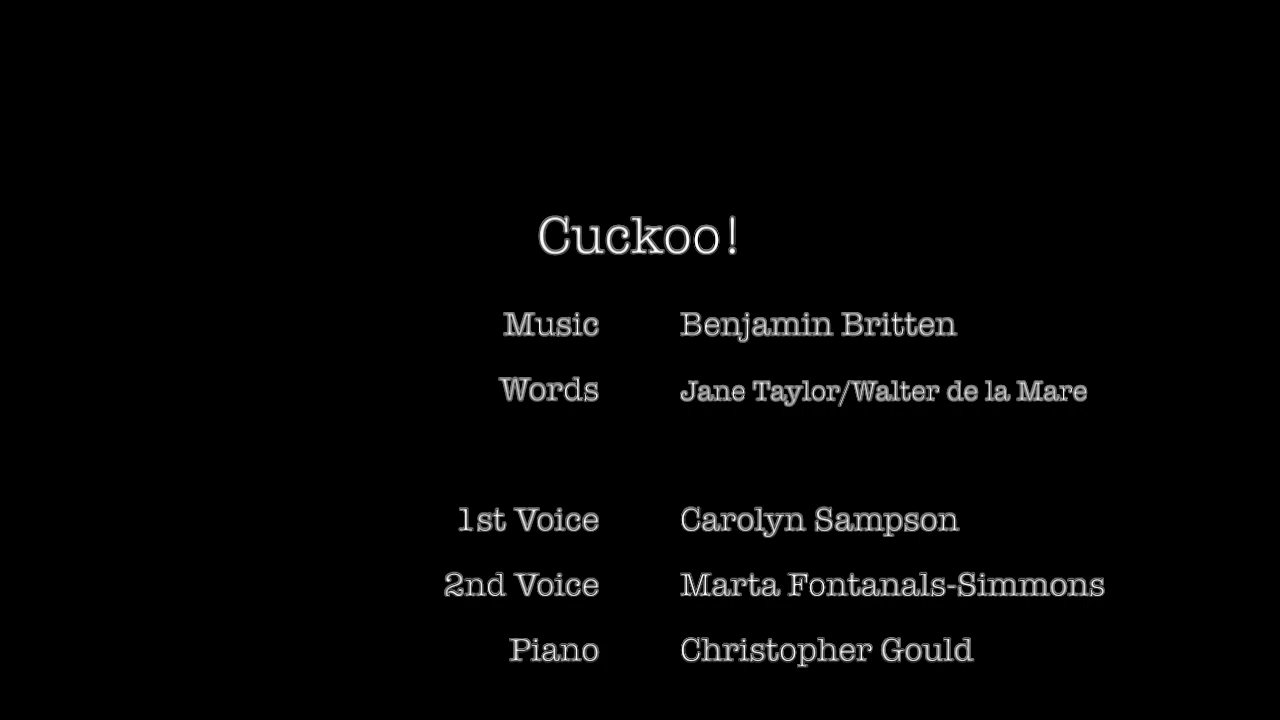 Cuckoo!
Music Benjamin Britten
Words Jane Taylor/Walter de la Mare
1st Voice Carolyn Sampson
2nd Voice Marta Fontanals-Simmons
Piano Christopher Gould